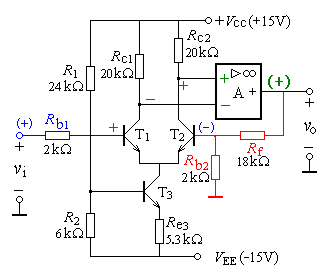 +VCC(+15V)
Rc2
20kΩ
Rc1
20kΩ
R1
24kΩ
▷∞
+
A
−
+
−
(+)
(+)
Rb1
2kΩ
+
T1
T2
(−)
Rf
18kΩ
Rb2
2kΩ
+
vi
−
+
vo
−
T3
R2
6kΩ
Re3
5.3kΩ
VEE(−15V)